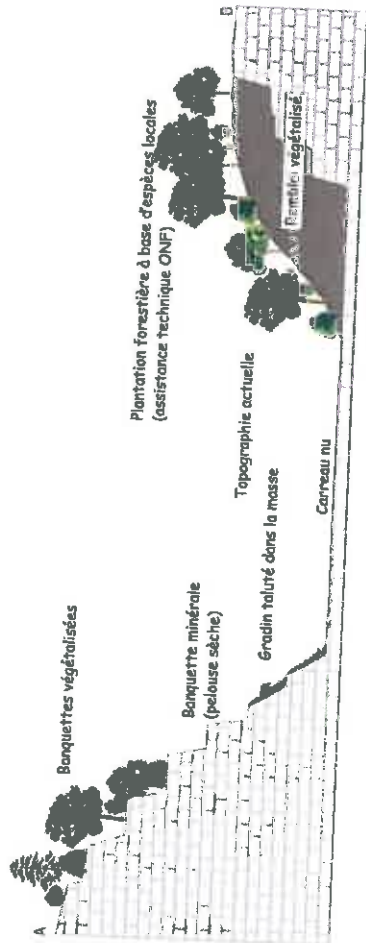 A
Banquettes végétalisées
Banquette minérale
(pelouse sèche)
Gradin taluté dans la masse
Carreau nu
Topographie actuelle
Plantation forestière à base d'espèces locales
(assistance technique ONF)
Remblai végétalisé
B